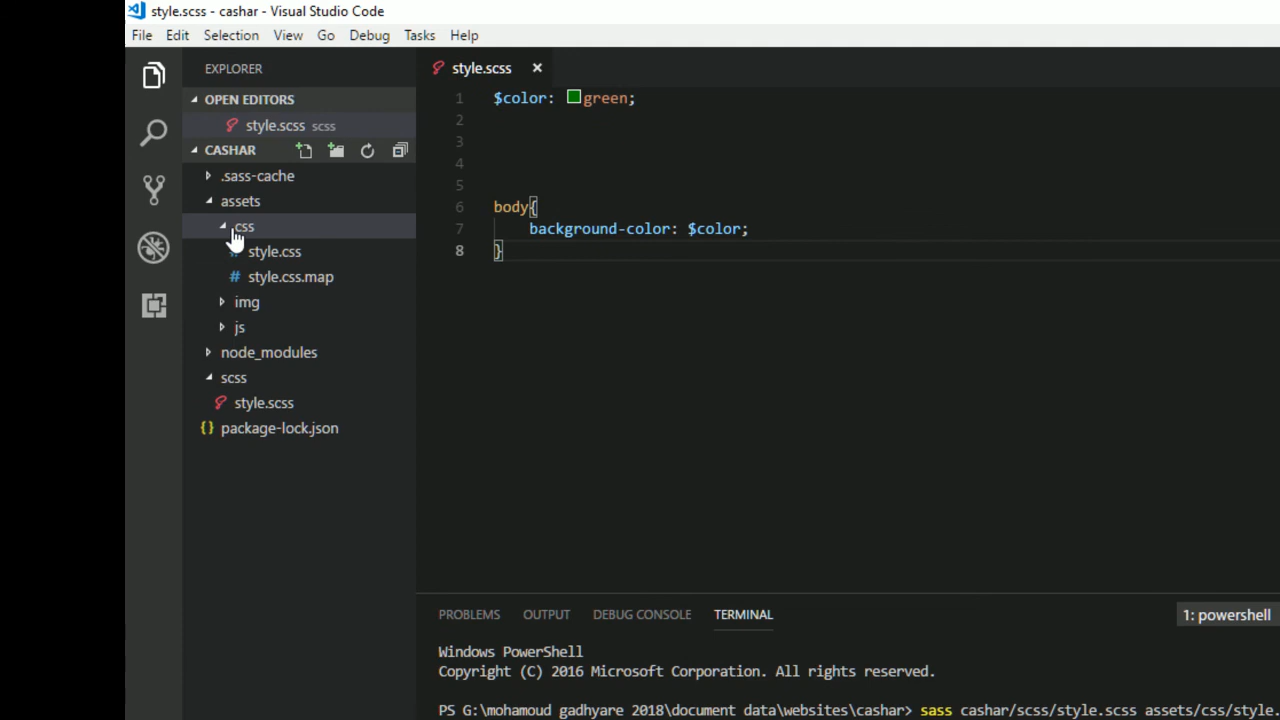 style.scss - cashar - Visual Studio Code
File Edit Selection View Go Debug Tasks Help
EXPLORER
OPEN EDITORS
style.scss scss
CASHAR
.sass-cache
assets
css
style.css
style.css.map
img
js
node_modules
scss
style.scss
{} package-lock.json
style.scss ×
1 $color: green;
2
3
4
5
6 body{
7 background-color: $color;
8 }
PROBLEMS OUTPUT DEBUG CONSOLE TERMINAL
1: powershell
Windows PowerShell
Copyright (C) 2016 Microsoft Corporation. All rights reserved.
PS G:\mohamoud gadhyare 2018\document data\websites\cashar> sass cashar/scss/style.scss assets/css/style.